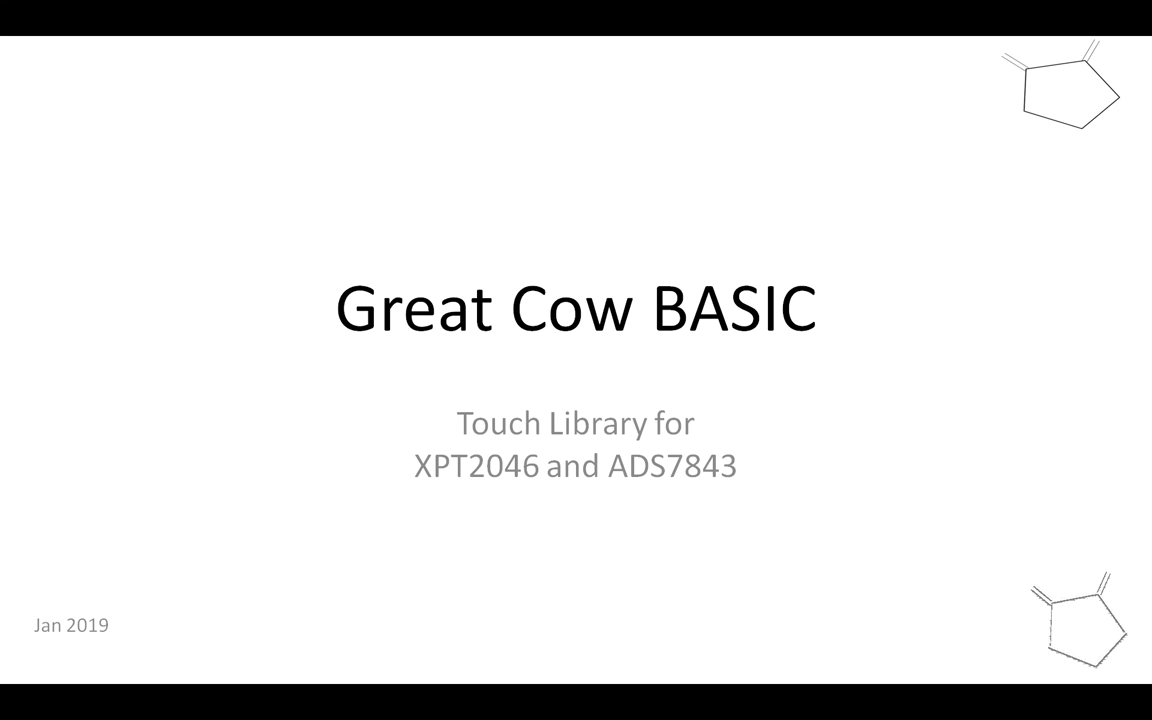 Great Cow BASIC
Touch Library for
XPT2046 and ADS7843
Jan 2019